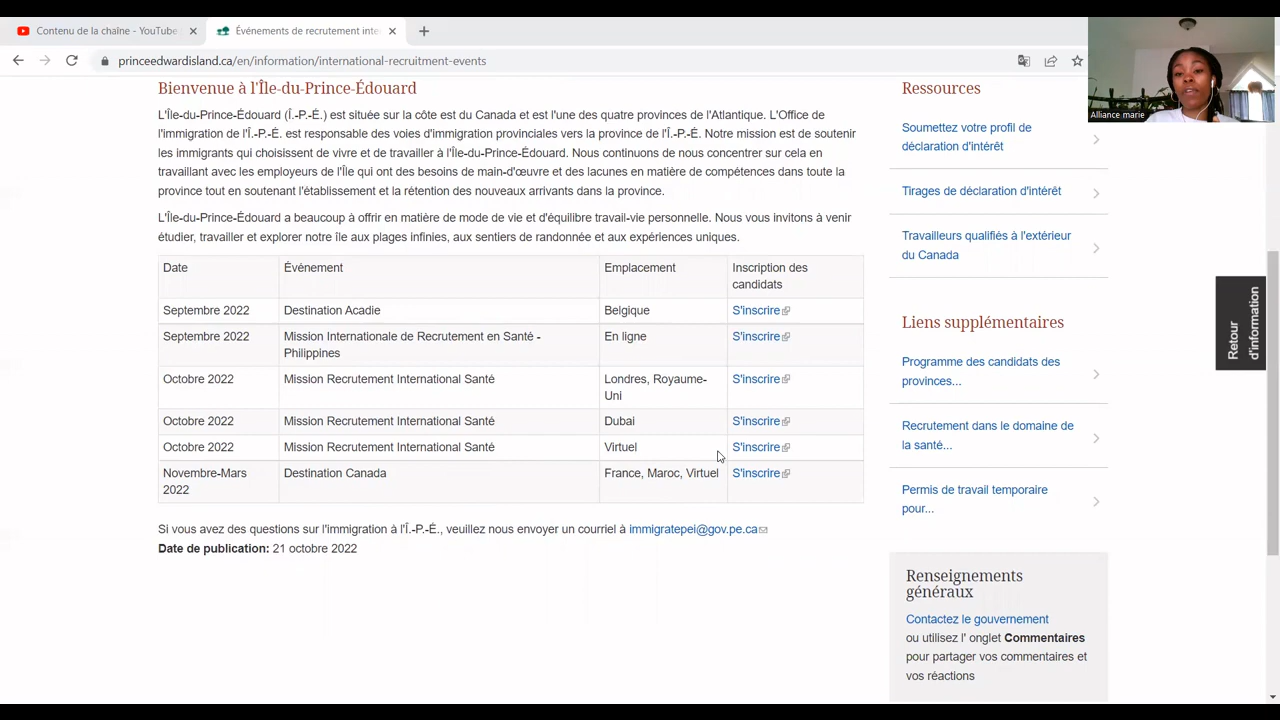 Contenu de la chaîne - YouTube
Événements de recrutement inte
princeedwardisland.ca/en/information/international-recruitment-events
Alliance marie
Bienvenue à l'Île-du-Prince-Édouard
L'Île-du-Prince-Édouard (Î.-P.-É.) est située sur la côte est du Canada et est l'une des quatre provinces de l'Atlantique. L'Office de
l'immigration de l'Î.-P.-É. est responsable des voies d'immigration provinciales vers la province de l'Î.-P.-É. Notre mission est de soutenir
les immigrants qui choisissent de vivre et de travailler à l'Île-du-Prince-Édouard. Nous continuons de nous concentrer sur cela en
travaillant avec les employeurs de l'Île qui ont des besoins de main-d'œuvre et des lacunes en matière de compétences dans toute la
province tout en soutenant l'établissement et la rétention des nouveaux arrivants dans la province.
L'Île-du-Prince-Édouard a beaucoup à offrir en matière de mode de vie et d'équilibre travail-vie personnelle. Nous vous invitons à venir
étudier, travailler et explorer notre île aux plages infinies, aux sentiers de randonnée et aux expériences uniques.
Date Événement Emplacement Inscription des
candidats
Septembre 2022 Destination Acadie Belgique S'inscrire
Septembre 2022 Mission Internationale de Recrutement en Santé - En ligne S'inscrire
Philippines
Octobre 2022 Mission Recrutement International Santé Londres, Royaume- S'inscrire
Uni
Octobre 2022 Mission Recrutement International Santé Dubai S'inscrire
Octobre 2022 Mission Recrutement International Santé Virtuel S'inscrire
Novembre-Mars Destination Canada France, Maroc, Virtuel S'inscrire
2022
Si vous avez des questions sur l'immigration à l'Î.-P.-É., veuillez nous envoyer un courriel à immigratepei@gov.pe.ca
Date de publication: 21 octobre 2022
Ressources
Soumettez votre profil de
déclaration d'intérêt
Tirages de déclaration d'intérêt
Travailleurs qualifiés à l'extérieur
du Canada
Liens supplémentaires
Programme des candidats des
provinces...
Recrutement dans le domaine de
la santé...
Permis de travail temporaire
pour...
Renseignements
généraux
Contactez le gouvernement
ou utilisez l' onglet Commentaires
pour partager vos commentaires et
vos réactions
Retour
d'information